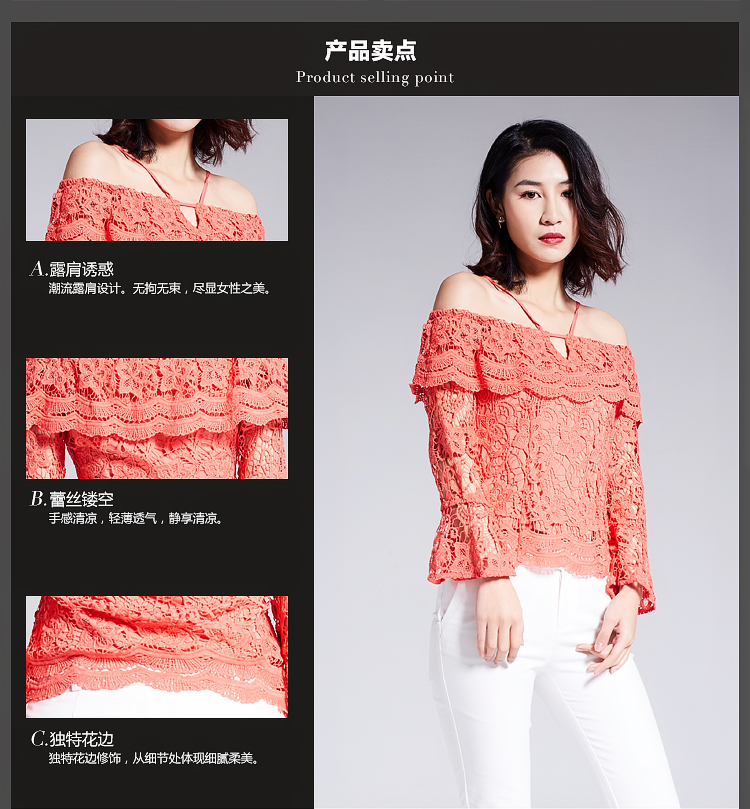 产品卖点
Product selling point
A.露肩诱惑
潮流露肩设计。无拘无束，尽显女性之美。
B.蕾丝镂空
手感清凉，轻薄透气，静享清凉。
C.独特花边
独特花边修饰，从细节处体现细腻柔美。